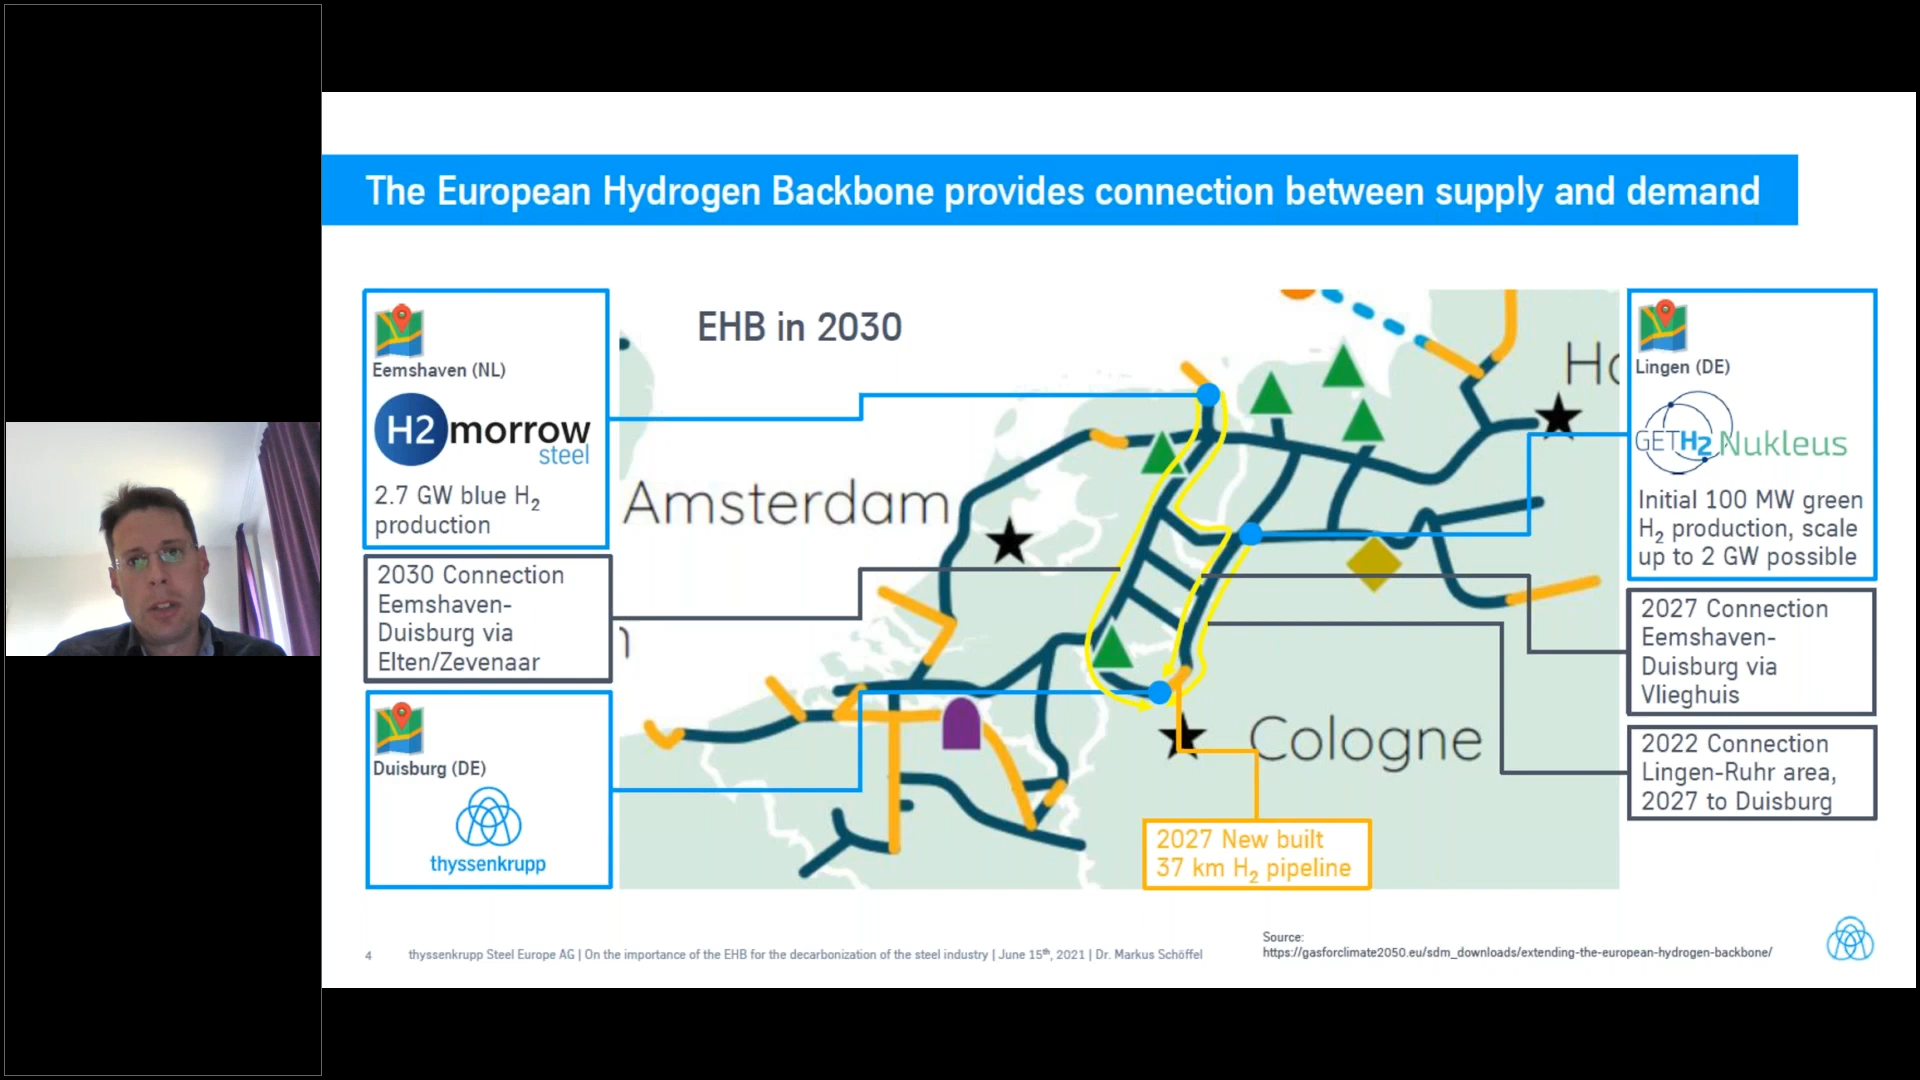 The European Hydrogen Backbone provides connection between supply and demand
EHB in 2030
Eemshaven (NL)
H2morrow
steel
2.7 GW blue H₂
production
2030 Connection
Eemshaven-
Duisburg via
Elten/Zevenaar
Duisburg (DE)
thyssenkrupp
Amsterdam
Cologne
Ho
n
2027 New built
37 km H₂ pipeline
Lingen (DE)
GETH2 Nukleus
Initial 100 MW green
H₂ production, scale
up to 2 GW possible
2027 Connection
Eemshaven-
Duisburg via
Vlieghuis
2022 Connection
Lingen-Ruhr area,
2027 to Duisburg
4 thyssenkrupp Steel Europe AG | On the importance of the EHB for the decarbonization of the steel industry | June 15th, 2021 | Dr. Markus Schöffel
Source:
https://gasforclimate2050.eu/sdm_downloads/extending-the-european-hydrogen-backbone/